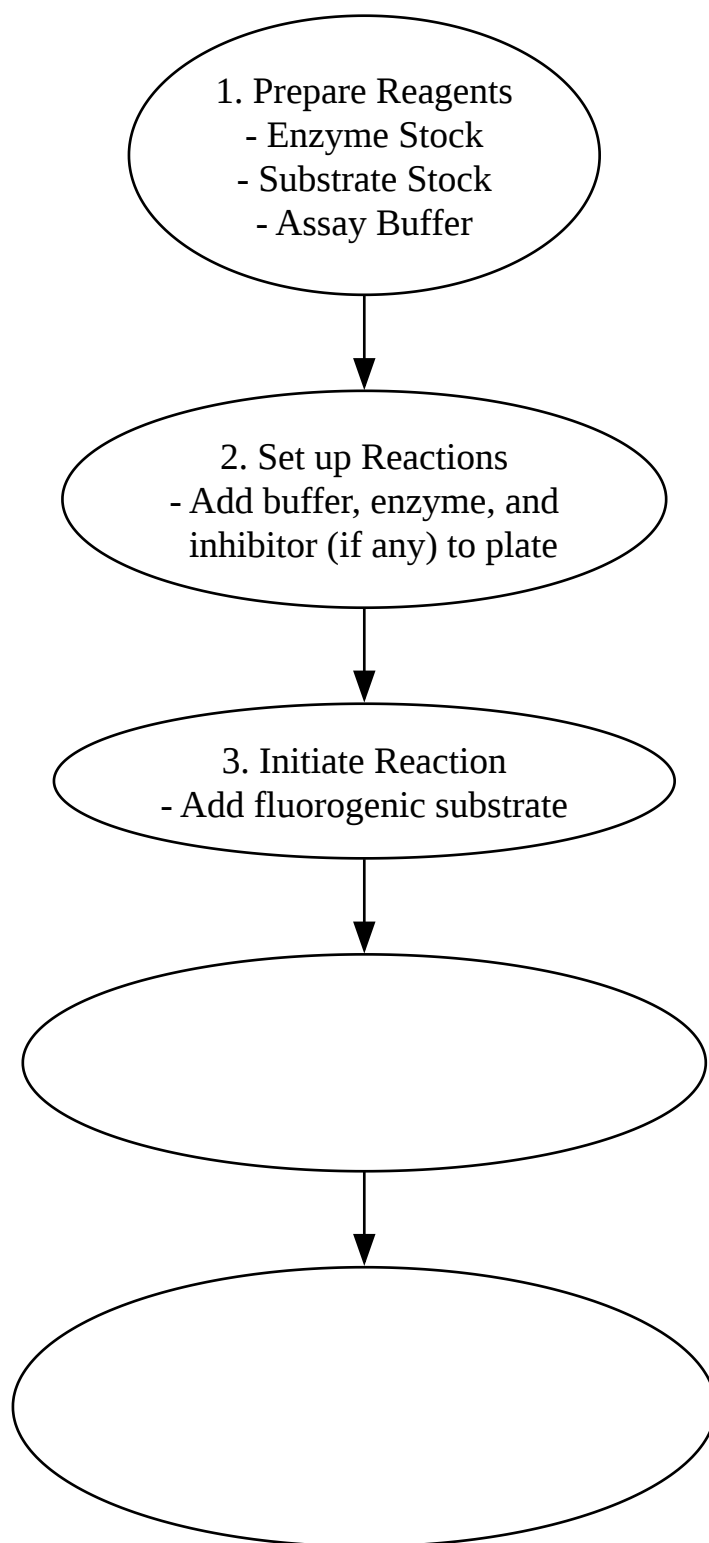 1. Prepare Reagents
- Enzyme Stock
- Substrate Stock
- Assay Buffer
2. Set up Reactions
- Add buffer, enzyme, and
inhibitor (if any) to plate
3. Initiate Reaction
- Add fluorogenic substrate